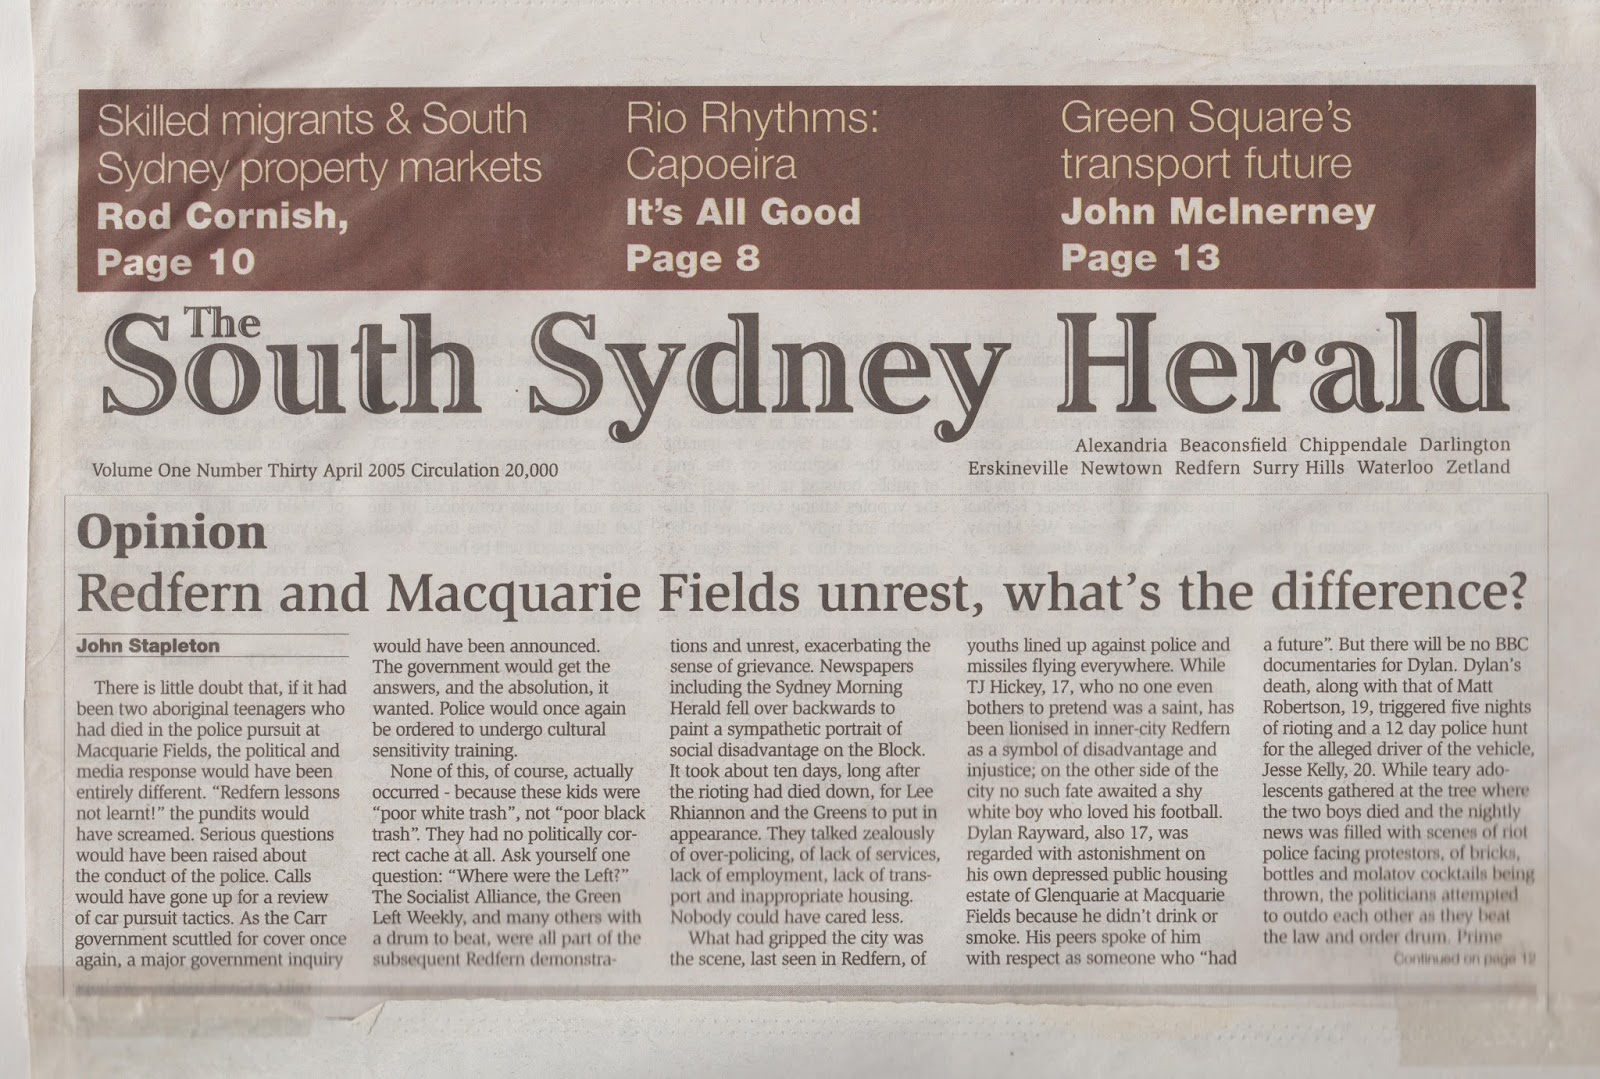 Skilled migrants & South
Sydney property markets
Rod Cornish,
Page 10
Rio Rhythms:
Capoeira
It's All Good
Page 8
Green Square's
transport future
John McInerney
Page 13
The
South Sydney Herald
Alexandria Beaconsfield Chippendale Darlington
Erskineville Newtown Redfern Surry Hills Waterloo Zetland
Volume One Number Thirty April 2005 Circulation 20,000
Opinion
Redfern and Macquarie Fields unrest, what's the difference?
John Stapleton
There is little doubt that, if it had
been two aboriginal teenagers who
had died in the police pursuit at
Macquarie Fields, the political and
media response would have been
entirely different. “Redfern lessons
not learnt!” the pundits would
have screamed. Serious questions
would have been raised about
the conduct of the police. Calls
would have gone up for a review
of car pursuit tactics. As the Carr
government scuttled for cover once
again, a major government inquiry
would have been announced.
The government would get the
answers, and the absolution, it
wanted. Police would once again
be ordered to undergo cultural
sensitivity training.
None of this, of course, actually
occurred - because these kids were
“poor white trash”, not “poor black
trash”. They had no politically cor-
rect cache at all. Ask yourself one
question: “Where were the Left?”
The Socialist Alliance, the Green
Left Weekly, and many others with
a drum to beat, were all part of the
subsequent Redfern demonstra-
tions and unrest, exacerbating the
sense of grievance. Newspapers
including the Sydney Morning
Herald fell over backwards to
paint a sympathetic portrait of
social disadvantage on the Block.
It took about ten days, long after
the rioting had died down, for Lee
Rhiannon and the Greens to put in
appearance. They talked zealously
of over-policing, of lack of services,
lack of employment, lack of trans-
port and inappropriate housing.
Nobody could have cared less.
What had gripped the city was
the scene, last seen in Redfern, of
youths lined up against police and
missiles flying everywhere. While
TJ Hickey, 17, who no one even
bothers to pretend was a saint, has
been lionised in inner-city Redfern
as a symbol of disadvantage and
injustice; on the other side of the
city no such fate awaited a shy
white boy who loved his football.
Dylan Rayward, also 17, was
regarded with astonishment on
his own depressed public housing
estate of Glenquarie at Macquarie
Fields because he didn't drink or
smoke. His peers spoke of him
with respect as someone who “had
a future”. But there will be no BBC
documentaries for Dylan. Dylan's
death, along with that of Matt
Robertson, 19, triggered five nights
of rioting and a 12 day police hunt
for the alleged driver of the vehicle,
Jesse Kelly, 20. While teary ado-
lescents gathered at the tree where
the two boys died and the nightly
news was filled with scenes of riot
police facing protestors, of bricks,
bottles and molatov cocktails being
thrown, the politicians attempted
to outdo each other as they beat
the law and order drum. Prime
Continued on page 12